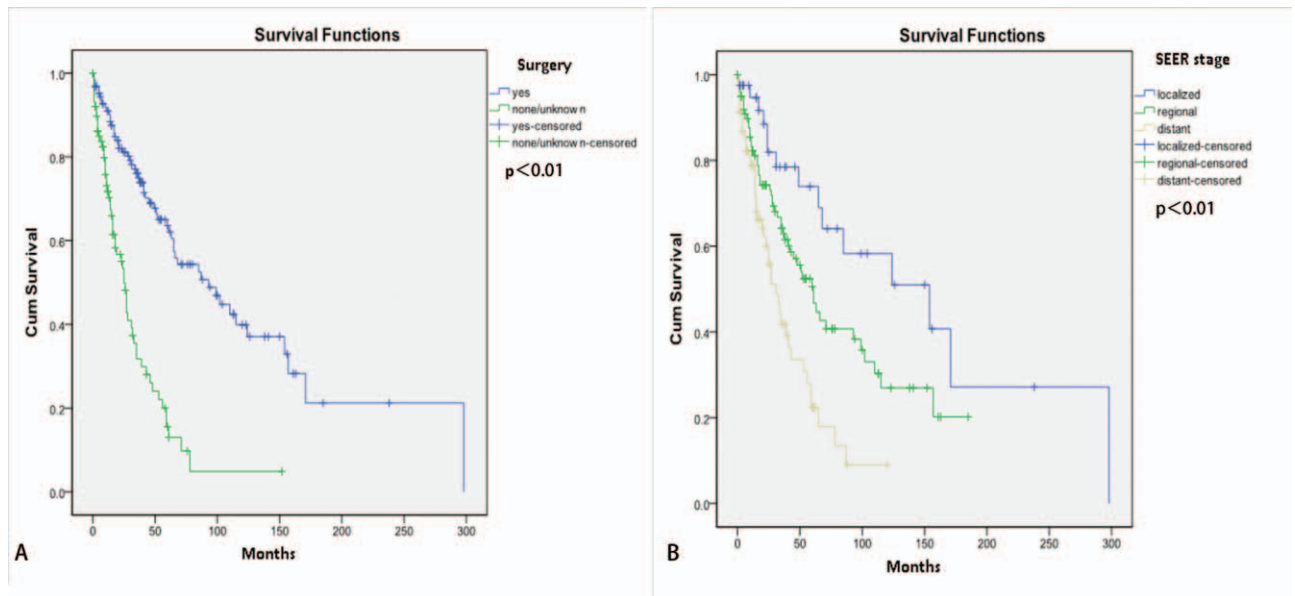 Survival Functions
Surgery
yes
none/unknown
yes-censored
none/unknown-censored
p<0.01
Cum Survival
1.0
0.8
0.6
0.4
0.2
0.0
0
50
100
150
200
250
300
Months
A
Survival Functions
SEER stage
localized
regional
distant
localized-censored
regional-censored
distant-censored
p<0.01
Cum Survival
1.0
0.8
0.6
0.4
0.2
0.0
0
50
100
150
200
250
300
Months
B